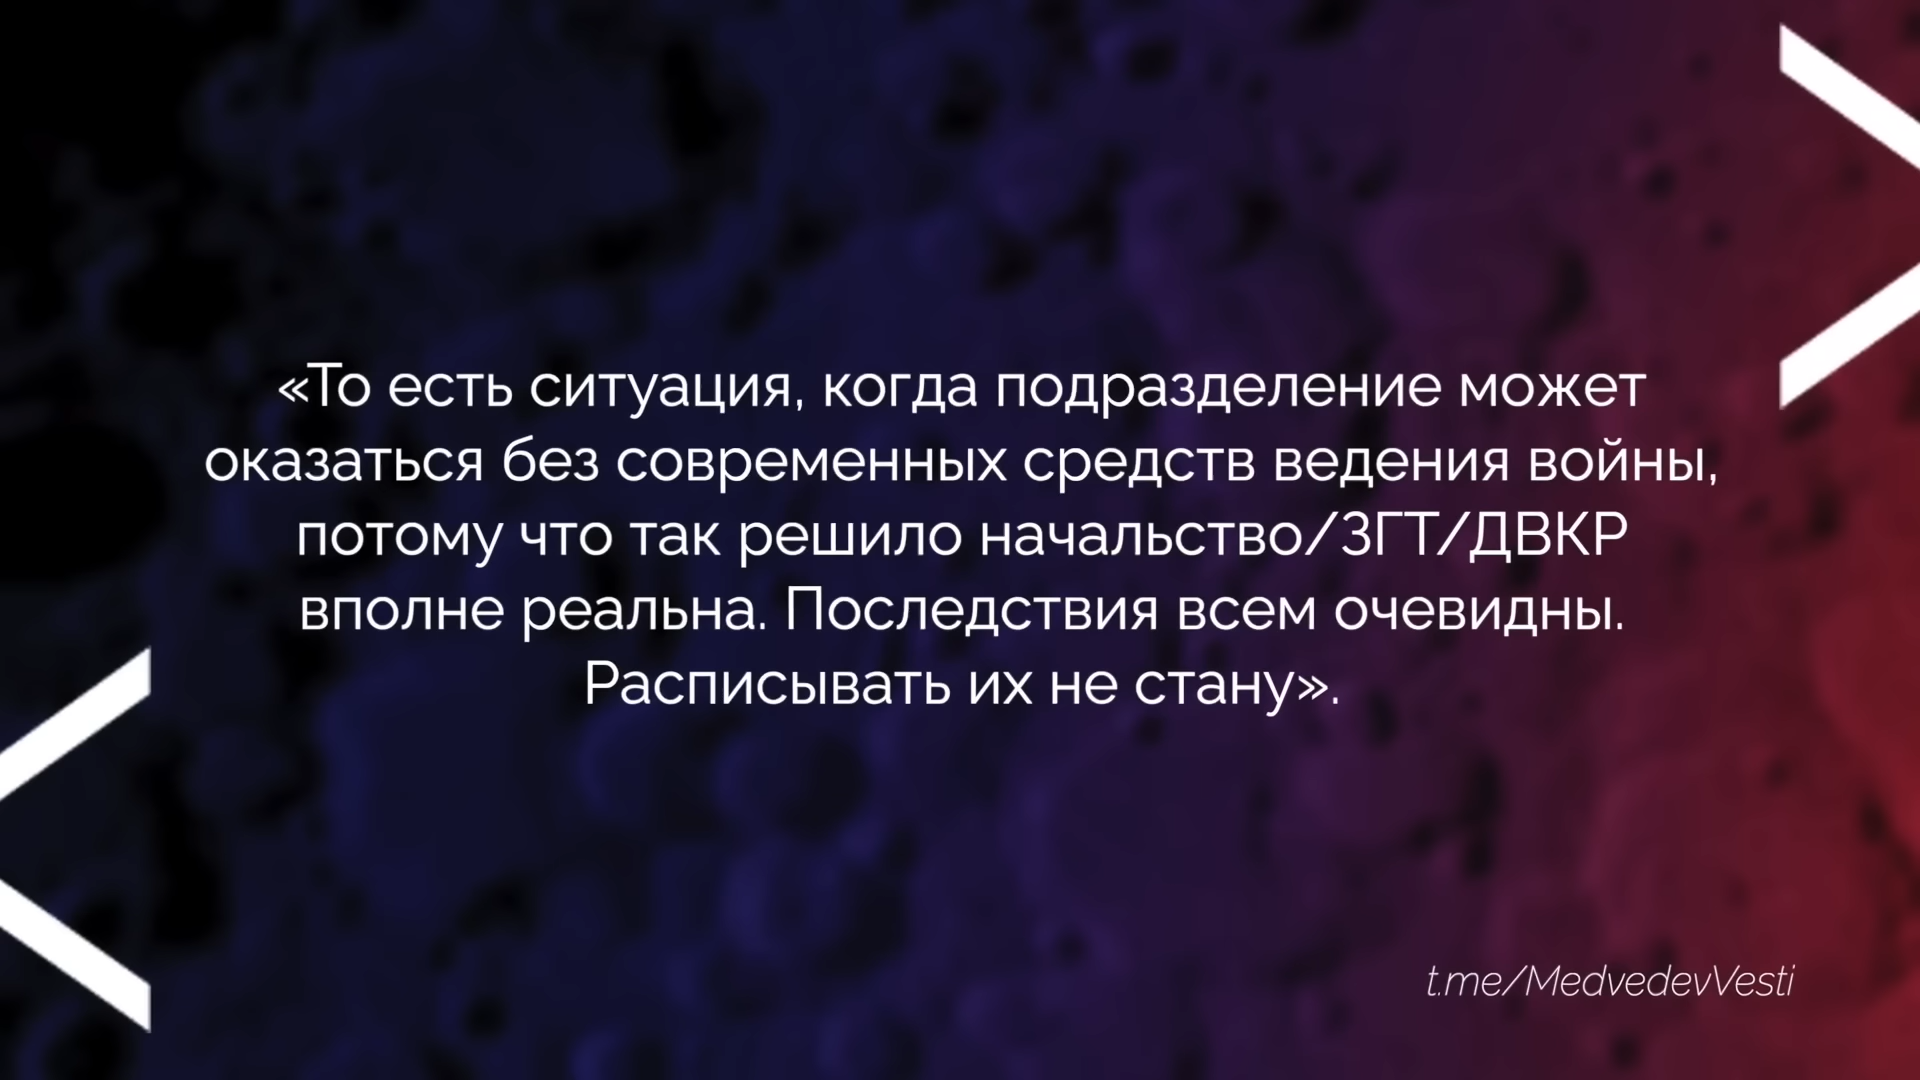 «То есть ситуация, когда подразделение может
оказаться без современных средств ведения войны,
потому что так решило начальство/ЗГТ/ДВКР
вполне реальна. Последствия всем очевидны.
Расписывать их не стану».
t.me/MedvedevVesti